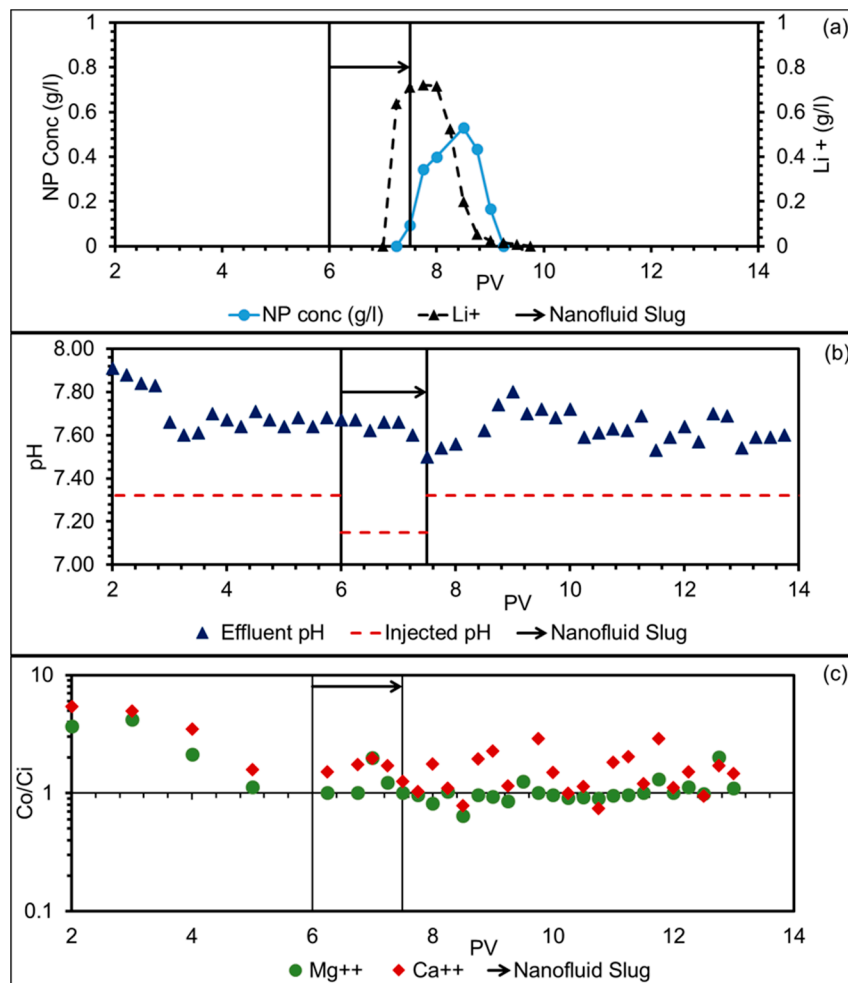 (a)
1
0.8
0.6
0.4
0.2
0
NP Conc (g/l)
1
0.8
0.6
0.4
0.2
0
Li + (g/l)
2 4 6 8 10 12 14
PV
NP conc (g/l) Li+ Nanofluid Slug
(b)
8.00
7.80
7.60
7.40
7.20
7.00
pH
2 4 6 8 10 12 14
PV
Effluent pH Injected pH Nanofluid Slug
(c)
10
1
0.1
Co/Ci
2 4 6 8 10 12 14
PV
Mg++ Ca++ Nanofluid Slug